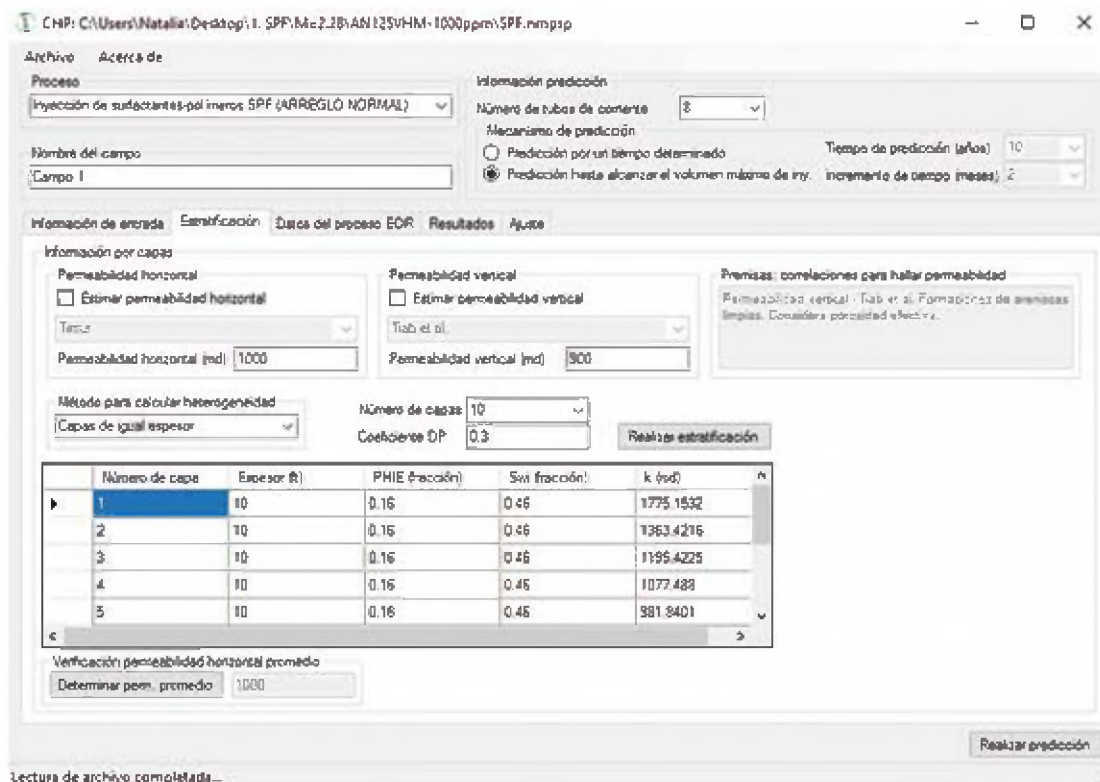 CHP: C:\Users\Natalia\Desktop\1. SPF\Mc2.28\AN125VHM-1000ppm\SPF.nmpsp
Archivo Acerca de
Proceso
Inyección de surfactantes-polímeros SPF (ARREGLO NORMAL)
Información predicción
Número de tubos de corriente 8
Mecanismo de predicción
Predicción por un tiempo determinado
Tiempo de predicción (años) 10
Predicción hasta alcanzar el volumen máximo de iny.
Incremento de tiempo (meses) 2
Nombre del campo
Campo 1
Información de entrada Estratificación Datos del proceso EOR Resultados Ajuste
Información por capas
Permeabilidad horizontal
Estimar permeabilidad horizontal
Timur
Permeabilidad horizontal (md) 1000
Permeabilidad vertical
Estimar permeabilidad vertical
Tiab et al.
Permeabilidad vertical (md) 500
Premisas: correlaciones para hallar permeabilidad
Permeabilidad vertical - Tiab et al. Formaciones de areniscas
limpias. Considera porosidad efectiva.
Método para calcular heterogeneidad
Capas de igual espesor
Número de capas 10
Coeficiente DP 0.3
Realizar estratificación
Número de capa Espesor (ft) PHIE (fracción) Swi (fracción) k (md)
1 10 0.16 0.46 1775.1532
2 10 0.16 0.46 1363.4216
3 10 0.16 0.46 1195.4225
4 10 0.16 0.46 1077.488
5 10 0.16 0.46 981.8401
Verificación permeabilidad horizontal promedio
Determinar perm. promedio 1000
Realizar predicción
Lectura de archivo completada...